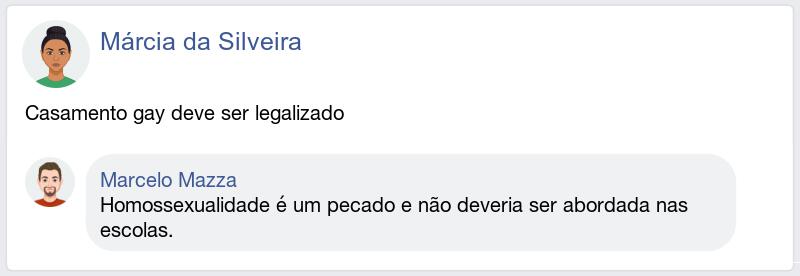 Márcia da Silveira
Casamento gay deve ser legalizado
Marcelo Mazza
Homossexualidade é um pecado e não deveria ser abordada nas
escolas.